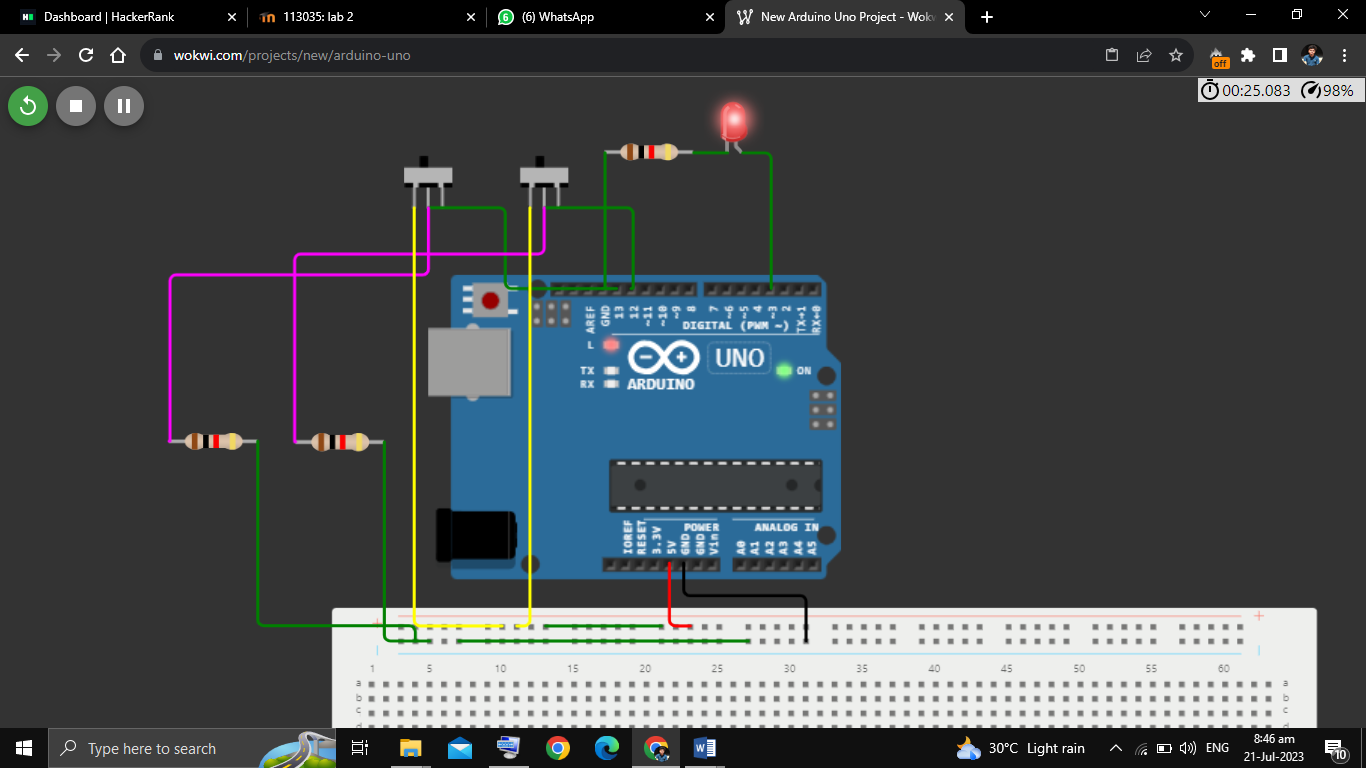 Dashboard | HackerRank
113035: lab 2
6
(6) WhatsApp
New Arduino Uno Project - Wokw
wokwi.com/projects/new/arduino-uno
off
00:25.083
98%
AREF
GND
13
12
~11
~10
~9
8
7
~6
~5
4
~3
2
TX→1
RX←0
DIGITAL (PWM ~)
L
TX
RX
UNO
ON
ARDUINO
POWER
ANALOG IN
IOREF
RESET
3.3V
5V
GND
GND
Vin
A0
A1
A2
A3
A4
A5
1 5 10 15 20 25 30 35 40 45 50 55 60
a a
b b
c c
d
Type here to search
30°C Light rain
ENG
8:46 am
21-Jul-2023
10